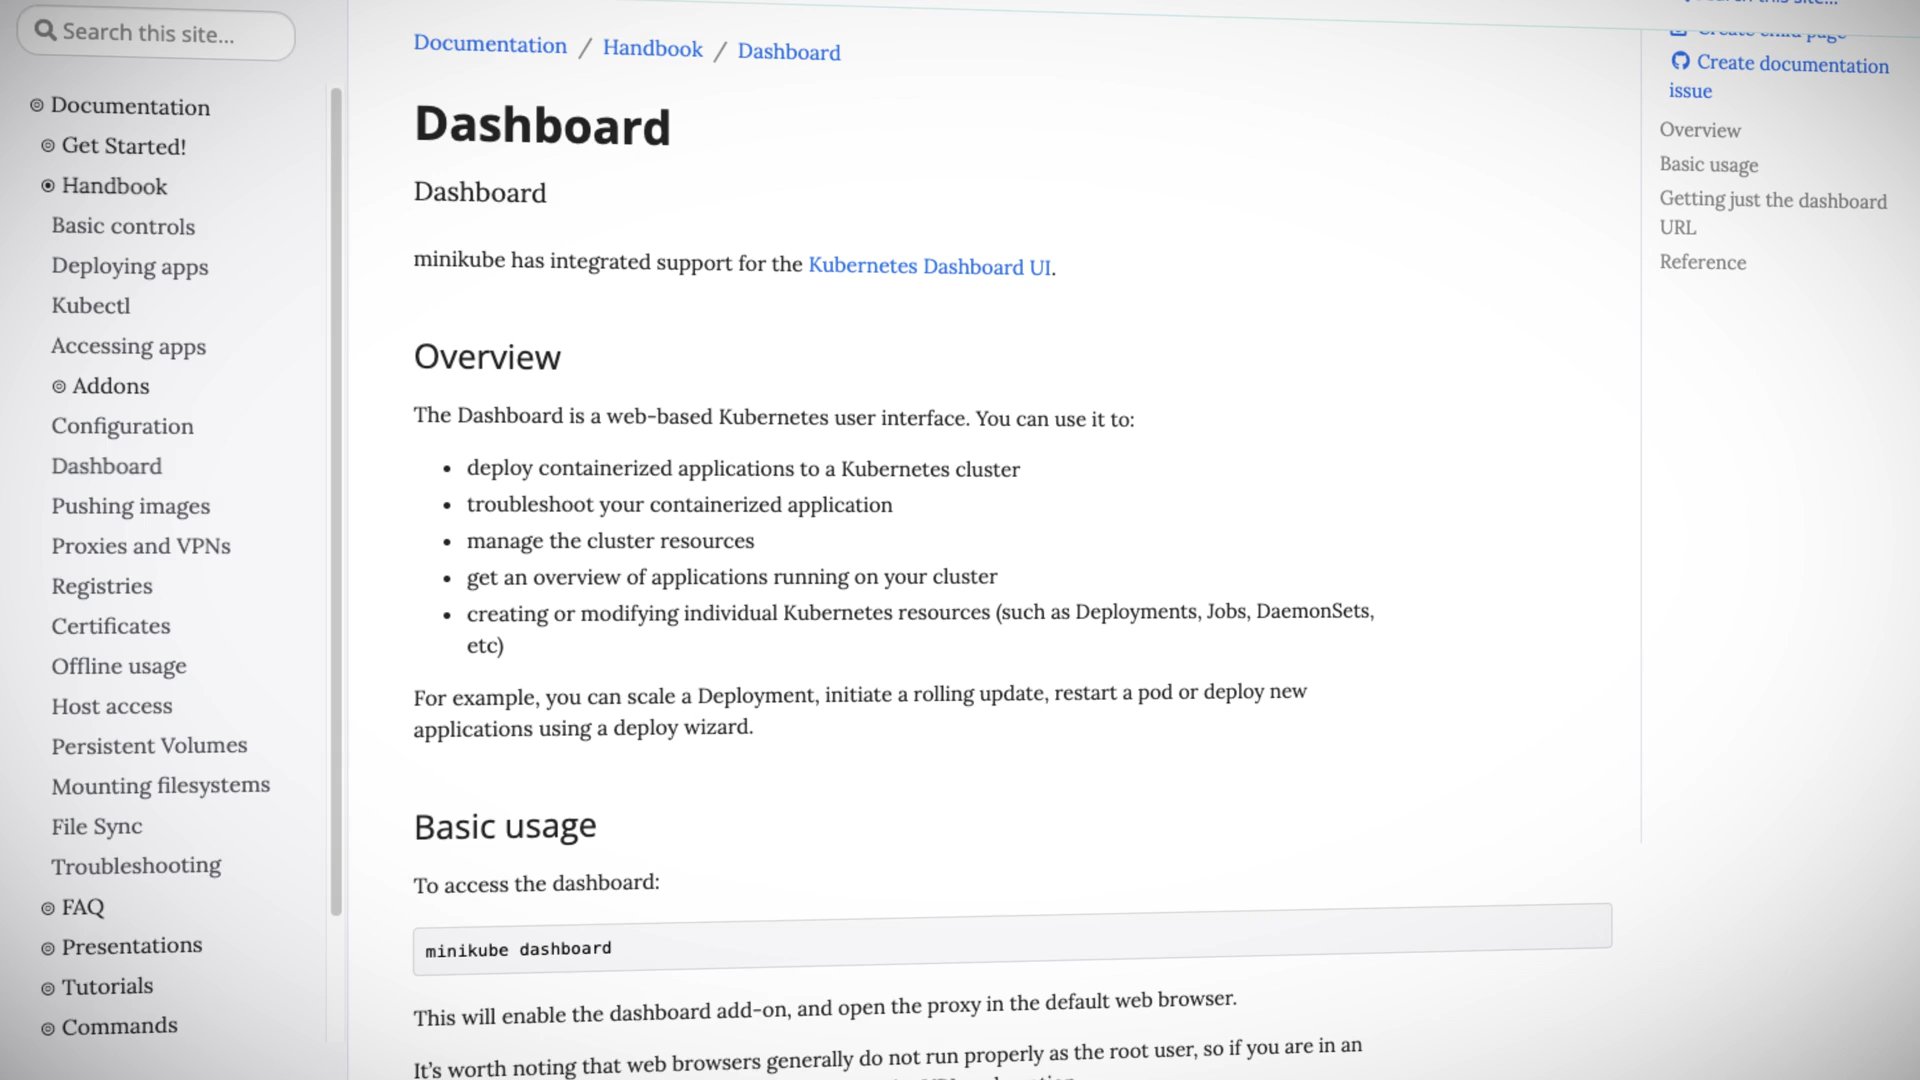 Search this site...
Documentation
Get Started!
Handbook
Basic controls
Deploying apps
Kubectl
Accessing apps
Addons
Configuration
Dashboard
Pushing images
Proxies and VPNs
Registries
Certificates
Offline usage
Host access
Persistent Volumes
Mounting filesystems
File Sync
Troubleshooting
FAQ
Presentations
Tutorials
Commands
Documentation / Handbook / Dashboard
Dashboard
Dashboard
minikube has integrated support for the Kubernetes Dashboard UI.
Overview
The Dashboard is a web-based Kubernetes user interface. You can use it to:
• deploy containerized applications to a Kubernetes cluster
• troubleshoot your containerized application
• manage the cluster resources
• get an overview of applications running on your cluster
• creating or modifying individual Kubernetes resources (such as Deployments, Jobs, DaemonSets,
etc)
For example, you can scale a Deployment, initiate a rolling update, restart a pod or deploy new
applications using a deploy wizard.
Basic usage
To access the dashboard:
minikube dashboard
This will enable the dashboard add-on, and open the proxy in the default web browser.
It's worth noting that web browsers generally do not run properly as the root user, so if you are in an
Create child page
Create documentation
issue
Overview
Basic usage
Getting just the dashboard
URL
Reference